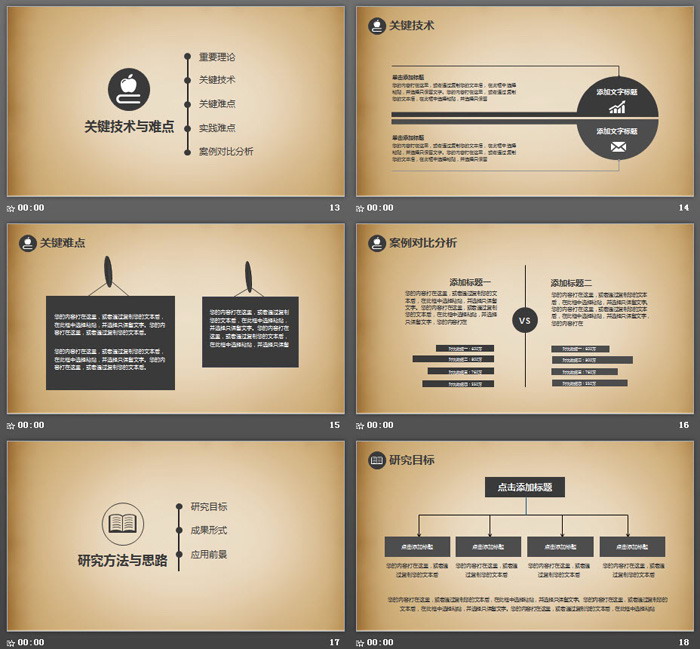 重要理论
关键技术
关键难点
实践难点
案例对比分析
关键技术与难点
00:00
13
关键技术
单击添加标题
您的内容打在这里，或者通过复制您的文本后，在此框中选择
粘贴，并选择只保留文字。您的内容打在这里，或者通过复制
您的文本后，在此框中选择粘贴，并选择只保留
单击添加标题
您的内容打在这里，或者通过复制您的文本后，在此框中选择
粘贴，并选择只保留文字。您的内容打在这里，或者通过复制
您的文本后，在此框中选择粘贴，并选择只保留
添加文字标题
添加文字标题
00:00
14
关键难点
您的内容打在这里，或者通过复制您的文本后，
在此框中选择粘贴，并选择只保留文字。您的内
容打在这里，或者通过复制您的文本后。
您的内容打在这里，或者通过复制您的文本后，
在此框中选择粘贴，并选择只保留文字。您的内
容打在这里，或者通过复制您的文本后。
您的内容打在这里，或者通过复制
您的文本后，在此框中选择粘贴，
并选择只保留文字。您的内容打在
这里，或者通过复制您的文本后，
在此框中选择粘贴，并选择只保留
00:00
15
案例对比分析
添加标题一
您的内容打在这里，或者通过复制您的文
本后，在此框中选择粘贴，并选择只保留
文字。您的内容打在这里，或者通过复制
您的文本后，在此框中选择粘贴，并选择
只保留文字，您的内容打在
VS
添加标题二
您的内容打在这里，或者通过复制您的文
本后，在此框中选择粘贴，并选择只保留
文字。您的内容打在这里，或者通过复制
您的文本后，在此框中选择粘贴，并选择
只保留文字，您的内容打在
00:00
16
研究目标
成果形式
应用前景
研究方法与思路
00:00
17
研究目标
点击添加标题
点击添加标题
点击添加标题
点击添加标题
点击添加标题
您的内容打在这里，或者通
过复制您的文本后
您的内容打在这里，或者通
过复制您的文本后
您的内容打在这里，或者通
过复制您的文本后
您的内容打在这里，或者通
过复制您的文本后
您的内容打在这里，或者通过复制您的文本后，在此框中选择粘贴，并选择只保留文字。您的内容打在这里，或者通过复制您的
文本后，在此框中选择粘贴，并选择只保留文字。您的内容打在这里，或者通过复制您的文本后，在此框中选择粘贴
00:00
18